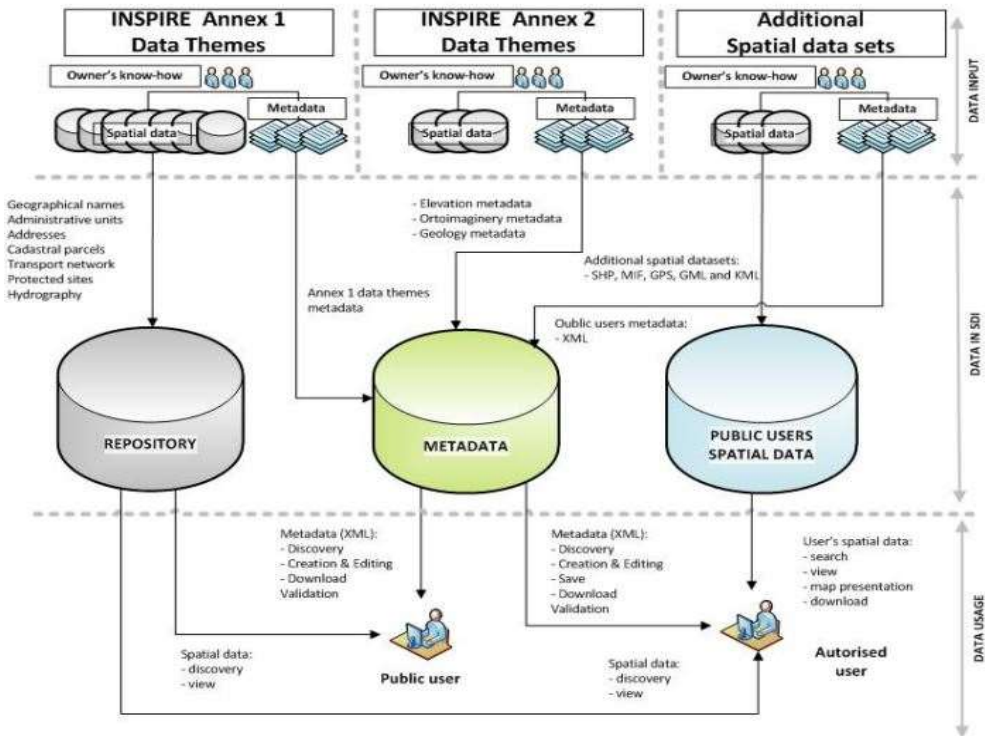 INSPIRE Annex 1
Data Themes
INSPIRE Annex 2
Data Themes
Additional
Spatial data sets
Owner's know-how
Metadata
Spatial data
Owner's know-how
Metadata
Spatial data
Owner's know-how
Metadata
Spatial data
DATA INPUT
Geographical names
Administrative units
Addresses
Cadastral parcels
Transport network
Protected sites
Hydrography
- Elevation metadata
- Ortoimaginery metadata
- Geology metadata
Additional spatial datasets:
- SHP, MIF, GPS, GML and KML
Annex 1 data themes
metadata
Oublic users metadata:
- XML
REPOSITORY
METADATA
PUBLIC USERS
SPATIAL DATA
DATA IN SDI
Metadata (XML):
- Discovery
- Creation & Editing
- Download
Validation
Metadata (XML):
- Discovery
- Creation & Editing
- Save
- Download
Validation
User's spatial data:
- search
- view
- map presentation
- download
Spatial data:
- discovery
- view
Public user
Spatial data:
- discovery
- view
Autorised
user
DATA USAGE